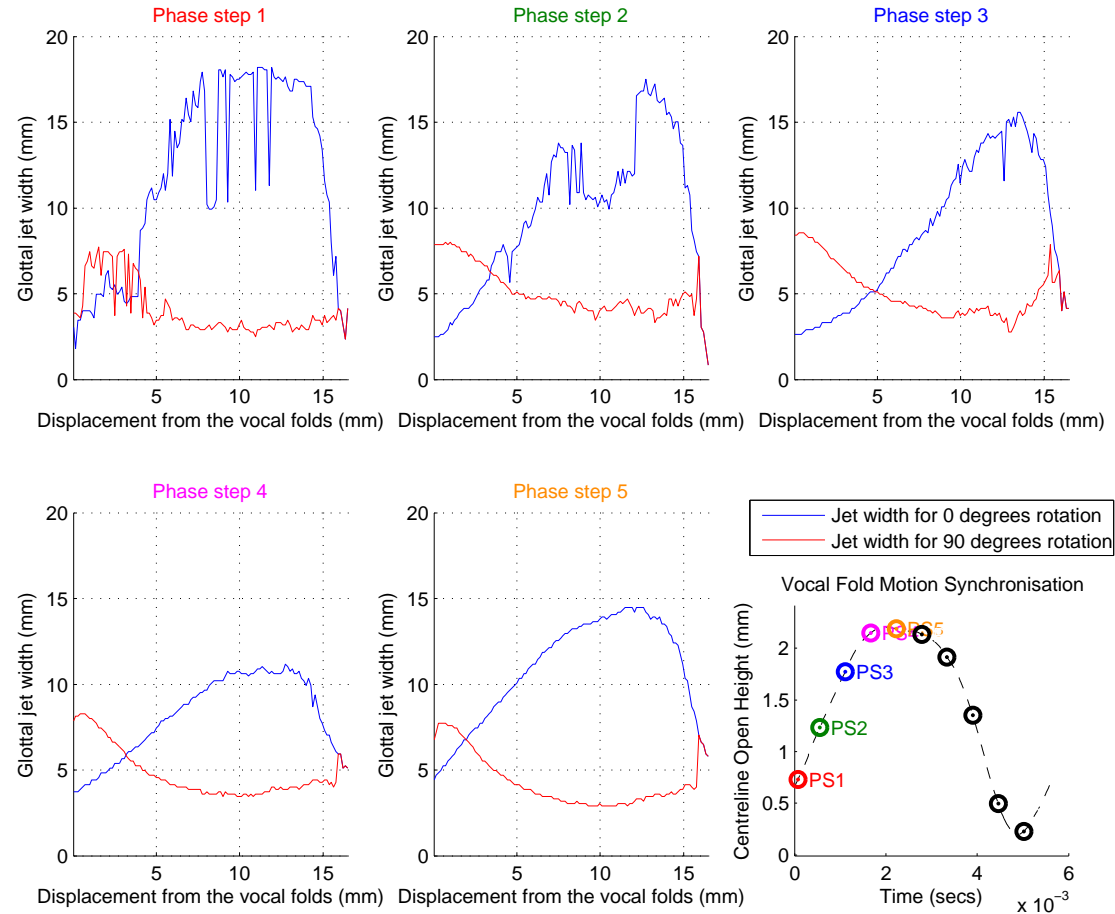 Phase step 1
Phase step 2
Phase step 3
20
15
10
5
0
Glottal jet width (mm)
5 10 15
Displacement from the vocal folds (mm)
20
15
10
5
0
Glottal jet width (mm)
5 10 15
Displacement from the vocal folds (mm)
20
15
10
5
0
Glottal jet width (mm)
5 10 15
Displacement from the vocal folds (mm)
Phase step 4
Phase step 5
20
15
10
5
0
Glottal jet width (mm)
5 10 15
Displacement from the vocal folds (mm)
20
15
10
5
0
Glottal jet width (mm)
5 10 15
Displacement from the vocal folds (mm)
Jet width for 0 degrees rotation
Jet width for 90 degrees rotation
Vocal Fold Motion Synchronisation
2
1.5
1
0.5
0
Centreline Open Height (mm)
PS5
PS3
PS2
PS1
0 2 4 6
Time (secs)
x 10⁻³